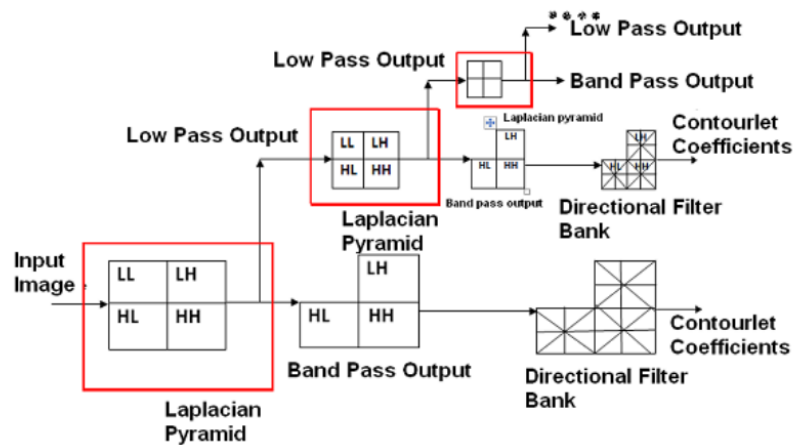 Low Pass Output
Low Pass Output
Band Pass Output
Low Pass Output
Laplacian pyramid
Contourlet
Coefficients
LL LH
HL HH
LH
HL HH
LH
HL HH
Band pass output
Directional Filter
Bank
Laplacian
Pyramid
Input
Image
LL LH
HL HH
LH
HL HH
Contourlet
Coefficients
Band Pass Output
Directional Filter
Bank
Laplacian
Pyramid